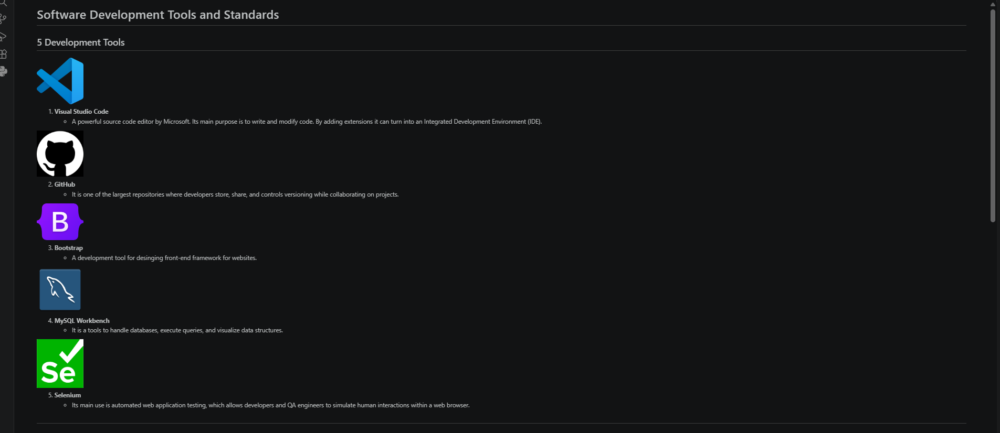 Software Development Tools and Standards
5 Development Tools
1. Visual Studio Code
A powerful source code editor by Microsoft. Its main purpose is to write and modify code. By adding extensions it can turn into an Integrated Development Environment (IDE).
2. GitHub
It is one of the largest repositories where developers store, share, and controls versioning while collaborating on projects.
B
3. Bootstrap
A development tool for desinging front-end framework for websites.
4. MySQL Workbench
It is a tools to handle databases, execute queries, and visualize data structures.
Se
5. Selenium
Its main use is automated web application testing, which allows developers and QA engineers to simulate human interactions within a web browser.